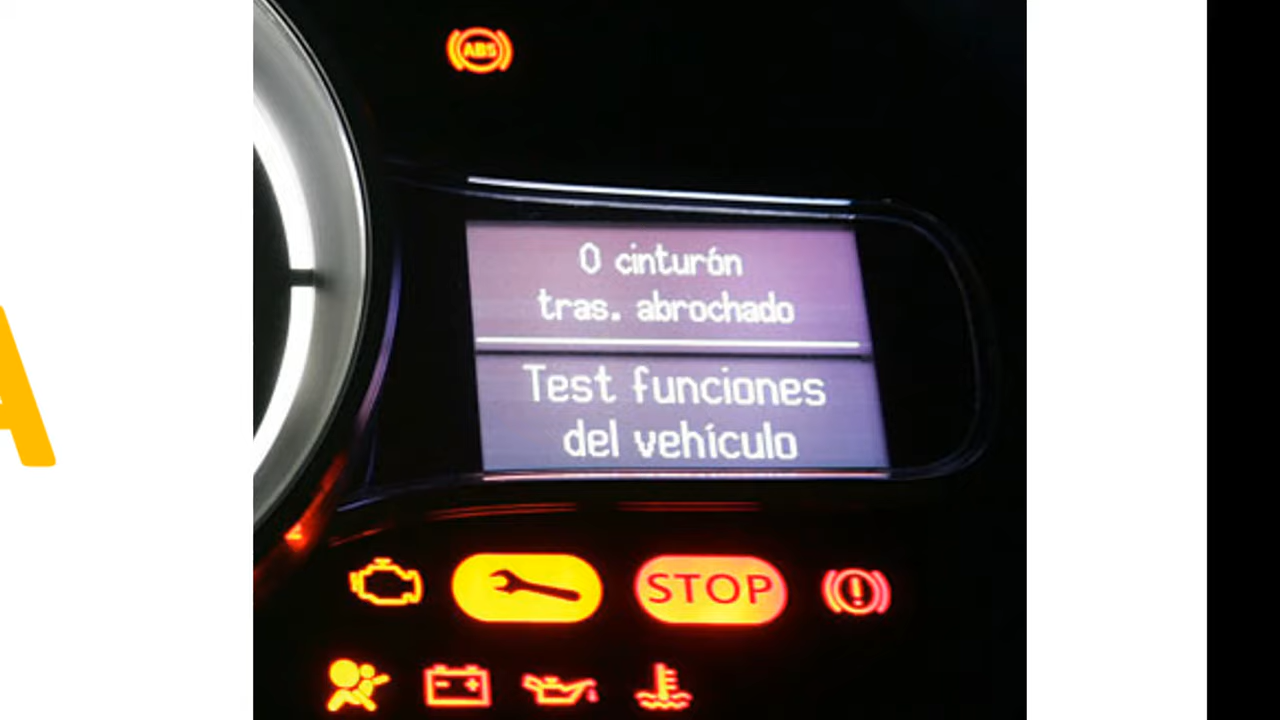 A
ABS
0 cinturón
tras. abrochado
Test funciones
del vehículo
STOP